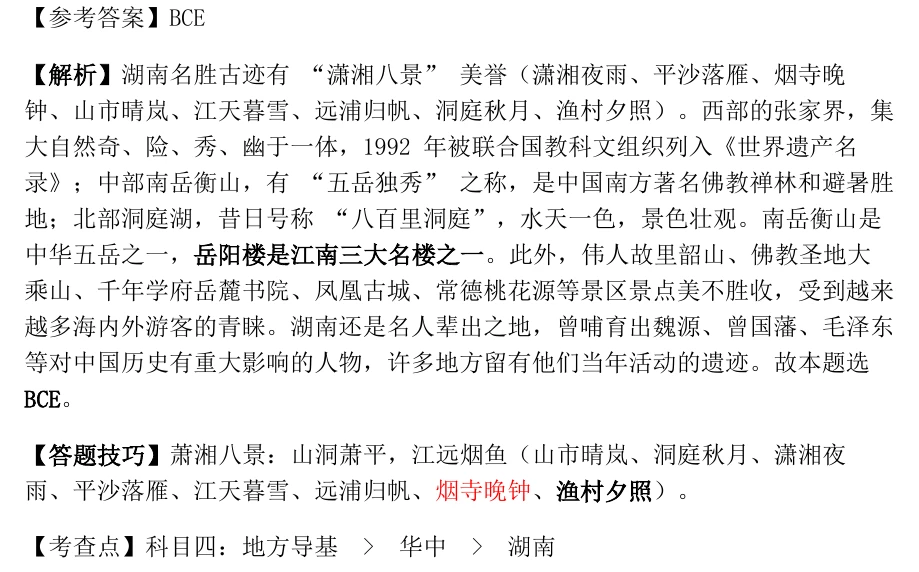 【参考答案】BCE
【解析】湖南名胜古迹有 “潇湘八景” 美誉（潇湘夜雨、平沙落雁、烟寺晚
钟、山市晴岚、江天暮雪、远浦归帆、洞庭秋月、渔村夕照）。西部的张家界，集
大自然奇、险、秀、幽于一体，1992 年被联合国教科文组织列入《世界遗产名
录》；中部南岳衡山，有 “五岳独秀” 之称，是中国南方著名佛教禅林和避暑胜
地；北部洞庭湖，昔日号称 “八百里洞庭”，水天一色，景色壮观。南岳衡山是
中华五岳之一，岳阳楼是江南三大名楼之一。此外，伟人故里韶山、佛教圣地大
乘山、千年学府岳麓书院、凤凰古城、常德桃花源等景区景点美不胜收，受到越来
越多海内外游客的青睐。湖南还是名人辈出之地，曾哺育出魏源、曾国藩、毛泽东
等对中国历史有重大影响的人物，许多地方留有他们当年活动的遗迹。故本题选
BCE。
【答题技巧】萧湘八景：山洞萧平，江远烟鱼（山市晴岚、洞庭秋月、潇湘夜
雨、平沙落雁、江天暮雪、远浦归帆、烟寺晚钟、渔村夕照）。
【考查点】科目四：地方导基 > 华中 > 湖南